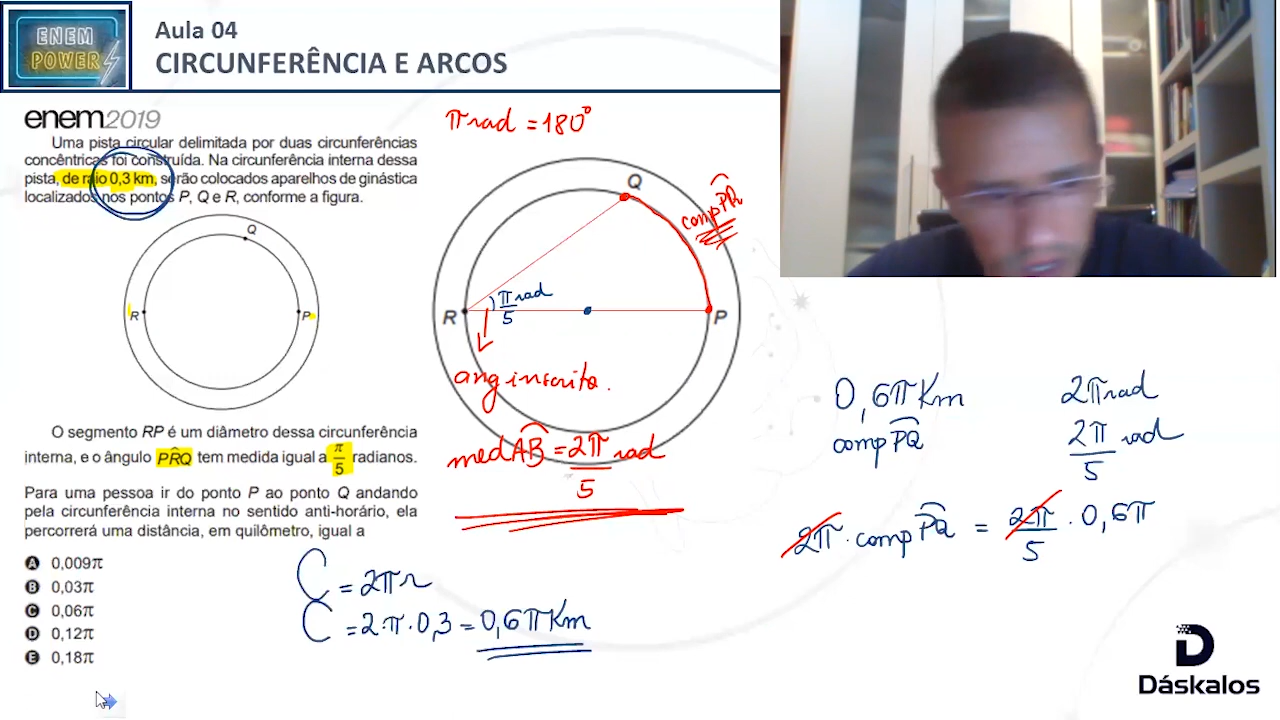 ENEM
POWER
Aula 04
CIRCUNFERÊNCIA E ARCOS
enem2019
Uma pista circular delimitada por duas circunferências
concêntricas foi construída. Na circunferência interna dessa
pista, de raio 0,3 km, serão colocados aparelhos de ginástica
localizados nos pontos P, Q e R, conforme a figura.
Q
R
P
O segmento RP é um diâmetro dessa circunferência
interna, e o ângulo PR̂Q tem medida igual a π/5 radianos.
Para uma pessoa ir do ponto P ao ponto Q andando
pela circunferência interna no sentido anti-horário, ela
percorrerá uma distância, em quilômetro, igual a
A 0,009π
B 0,03π
C 0,06π
D 0,12π
E 0,18π
π rad = 180°
Q
comp PQ
π/5 rad
R
P
ang inscrito.
med AB = 2π/5 rad
C = 2πr
C = 2·π·0,3 = 0,6π Km
0,6π Km 2π rad
comp PQ 2π/5 rad
2π · comp PQ = 2π/5 · 0,6π
D
Dáskalos